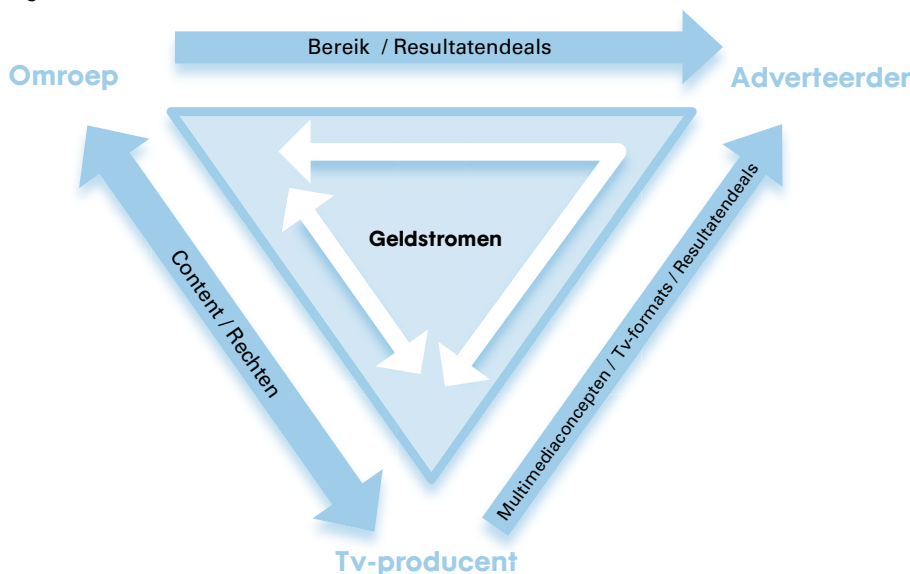 Bereik / Resultatendeals
Omroep
Adverteerder
Geldstromen
Content / Rechten
Multimediaconcepten / Tv-formats / Resultatendeals
Tv-producent